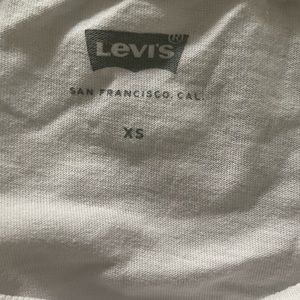 Levi's®
SAN FRANCISCO, CAL.
XS